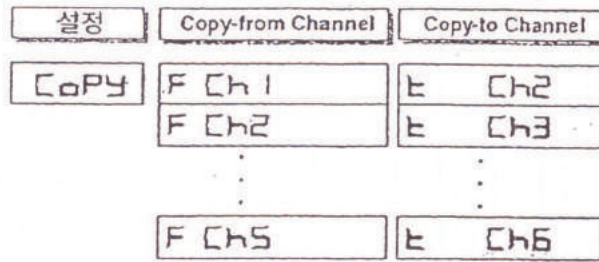 설정 Copy-from Channel Copy-to Channel
CoPY F Ch1 t Ch2
F Ch2 t Ch3
F Ch5 t Ch6